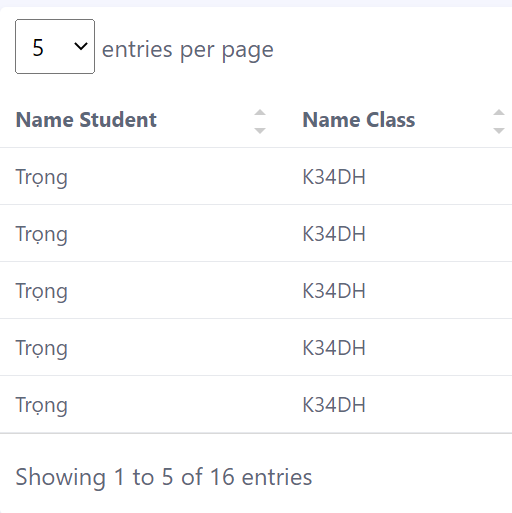 5 entries per page
Name Student Name Class
Trọng K34DH
Trọng K34DH
Trọng K34DH
Trọng K34DH
Trọng K34DH
Showing 1 to 5 of 16 entries